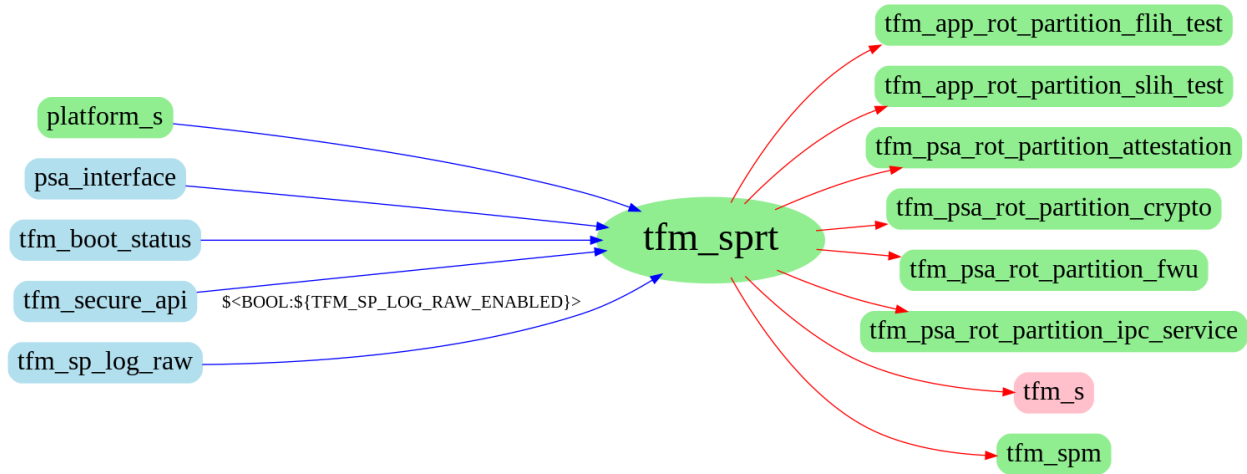 platform_s
psa_interface
tfm_boot_status
tfm_secure_api
tfm_sp_log_raw
$<BOOL:${TFM_SP_LOG_RAW_ENABLED}>
tfm_sprt
tfm_app_rot_partition_flih_test
tfm_app_rot_partition_slih_test
tfm_psa_rot_partition_attestation
tfm_psa_rot_partition_crypto
tfm_psa_rot_partition_fwu
tfm_psa_rot_partition_ipc_service
tfm_s
tfm_spm